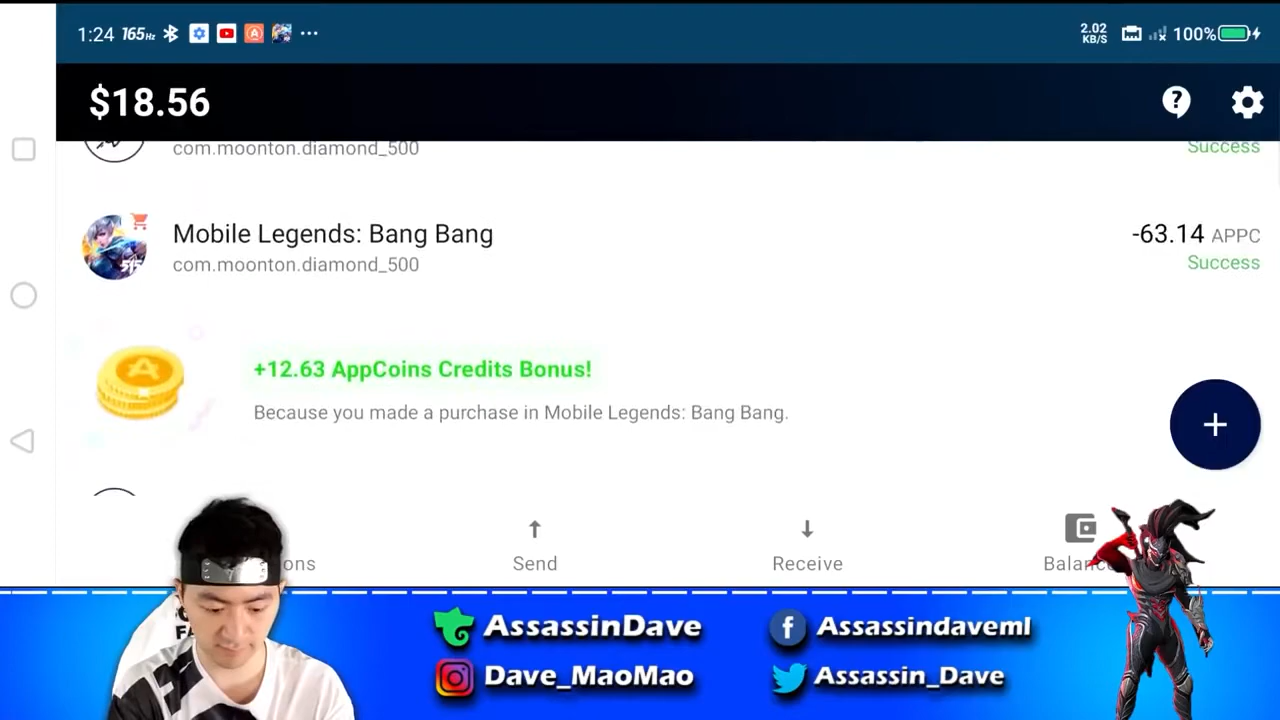 1:24 165Hz ••• 2.02 KB/S 100%
$18.56
com.moonton.diamond_500 Success
Mobile Legends: Bang Bang -63.14 APPC
com.moonton.diamond_500 Success
+12.63 AppCoins Credits Bonus!
Because you made a purchase in Mobile Legends: Bang Bang.
+
ons Send Receive Balanc
AssassinDave Assassindaveml
Dave_MaoMao Assassin_Dave